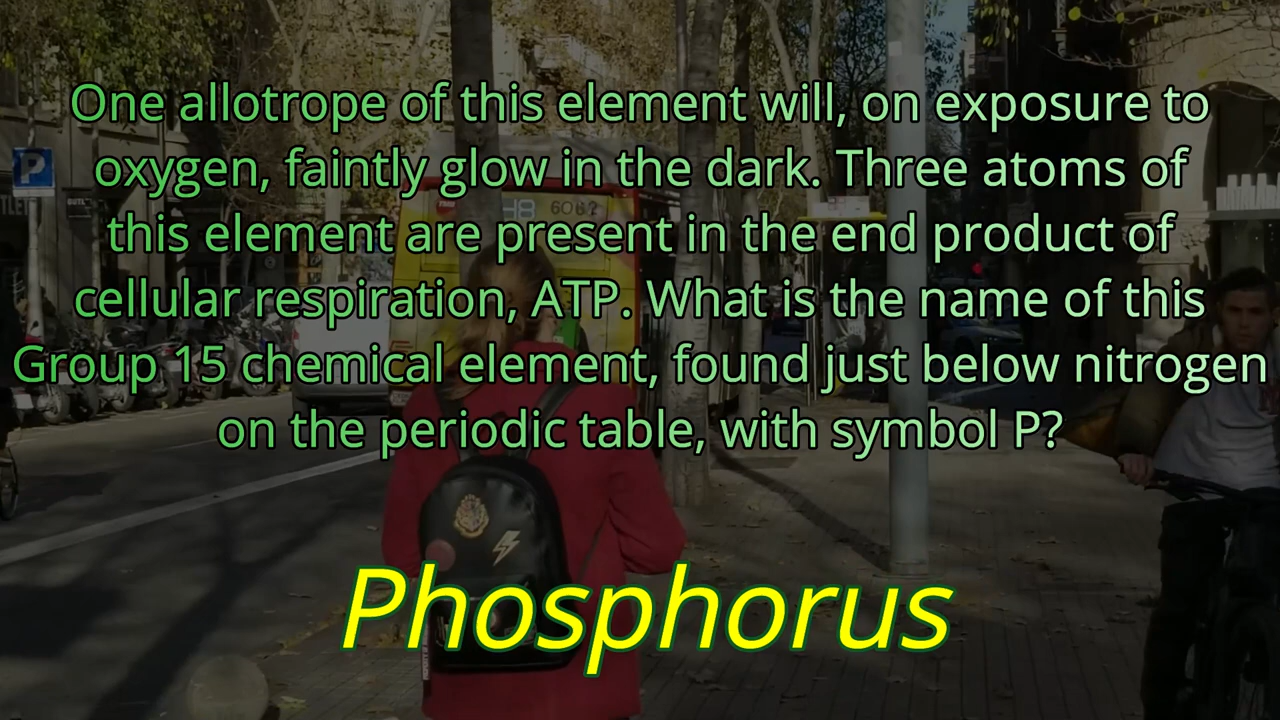 One allotrope of this element will, on exposure to
oxygen, faintly glow in the dark. Three atoms of
this element are present in the end product of
cellular respiration, ATP. What is the name of this
Group 15 chemical element, found just below nitrogen
on the periodic table, with symbol P?
Phosphorus
P
H8